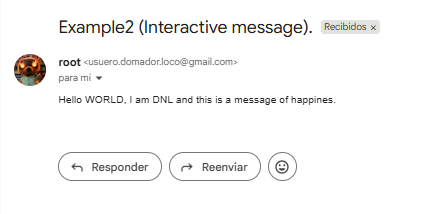 Example2 (Interactive message). Recibidos ×
root <usuero.domador.loco@gmail.com>
para mí
Hello WORLD, I am DNL and this is a message of happines.
Responder Reenviar